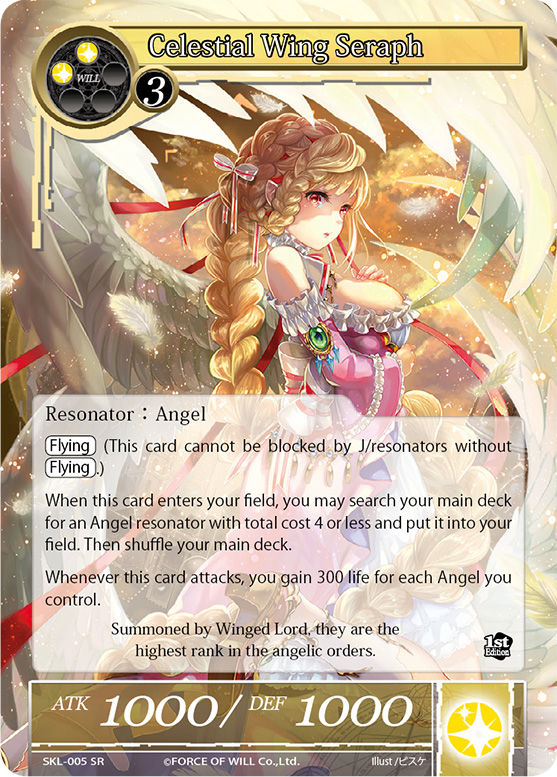 Celestial Wing Seraph
WILL
3
Resonator : Angel
Flying (This card cannot be blocked by J/resonators without
Flying.)
When this card enters your field, you may search your main deck
for an Angel resonator with total cost 4 or less and put it into your
field. Then shuffle your main deck.
Whenever this card attacks, you gain 300 life for each Angel you
control.
Summoned by Winged Lord, they are the
highest rank in the angelic orders.
1st
Edition
ATK 1000 / DEF 1000
SKL-005 SR ©FORCE OF WILL Co.,Ltd. Illust /ピスケ